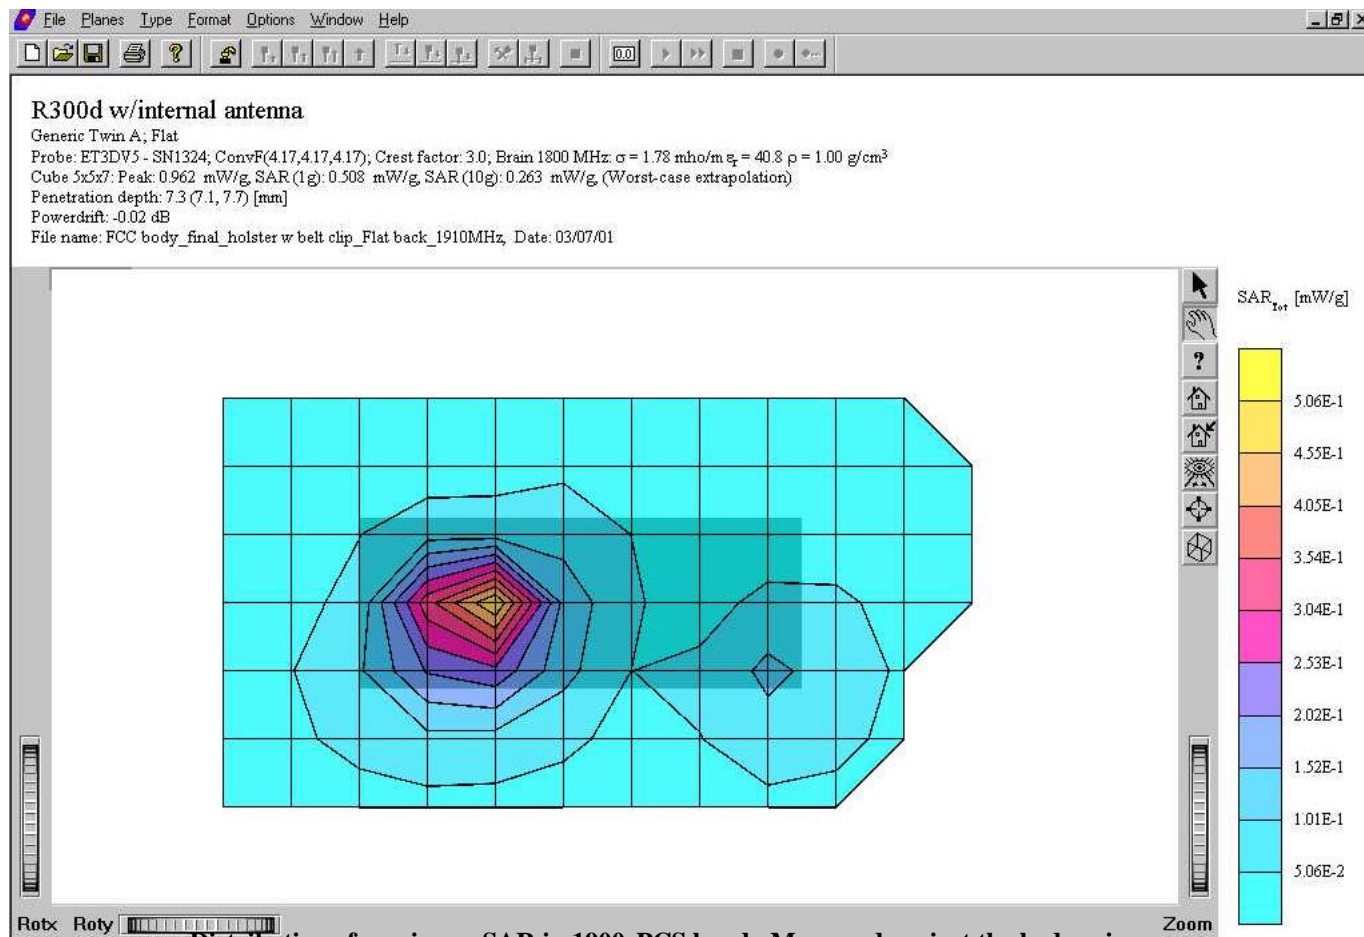 File Planes Type Format Options Window Help
0.0
R300d w/internal antenna
Generic Twin A; Flat
Probe: ET3DV5 - SN1324; ConvF(4.17,4.17,4.17); Crest factor: 3.0; Brain 1800 MHz: σ = 1.78 mho/m εr = 40.8 ρ = 1.00 g/cm³
Cube 5x5x7: Peak: 0.962 mW/g, SAR (1g): 0.508 mW/g, SAR (10g): 0.263 mW/g, (Worst-case extrapolation)
Penetration depth: 7.3 (7.1, 7.7) [mm]
Powerdrift: -0.02 dB
File name: FCC body_final_holster w belt clip_Flat back_1910MHz, Date: 03/07/01
SARTot [mW/g]
5.06E-1
4.55E-1
4.05E-1
3.54E-1
3.04E-1
2.53E-1
2.02E-1
1.52E-1
1.01E-1
5.06E-2
Rotx Roty Zoom